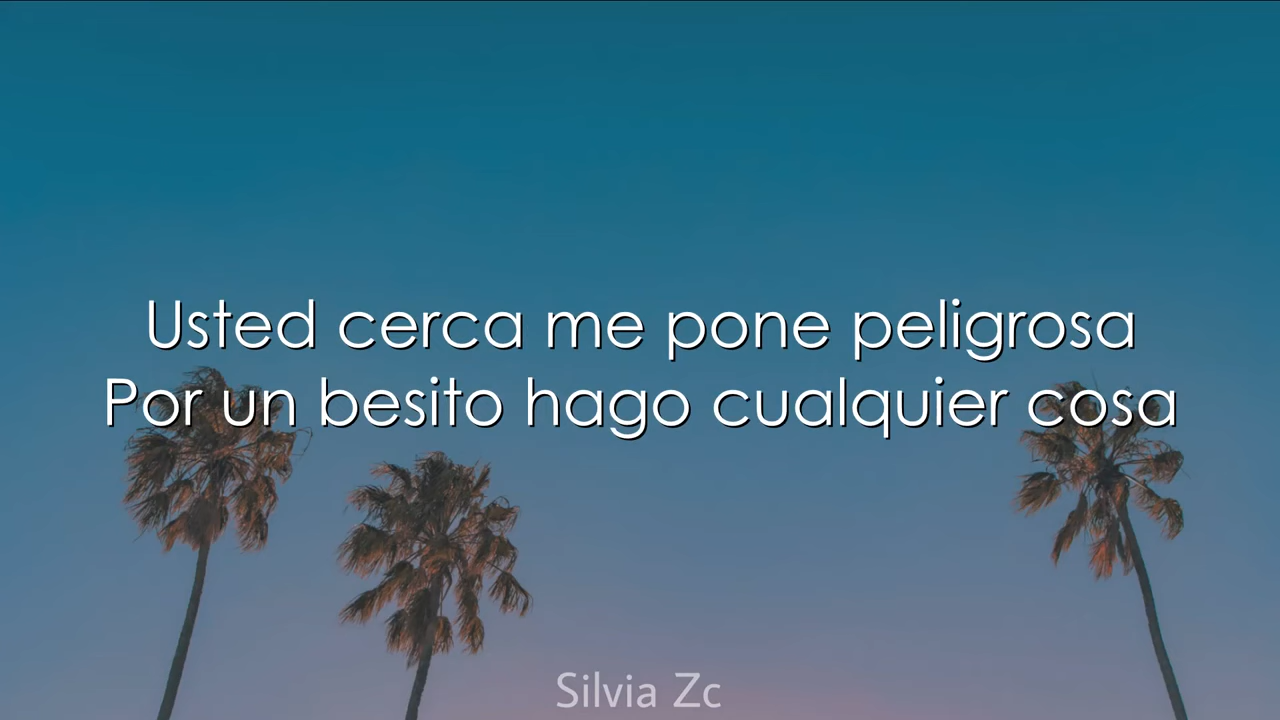 Usted cerca me pone peligrosa
Por un besito hago cualquier cosa
Silvia Zc